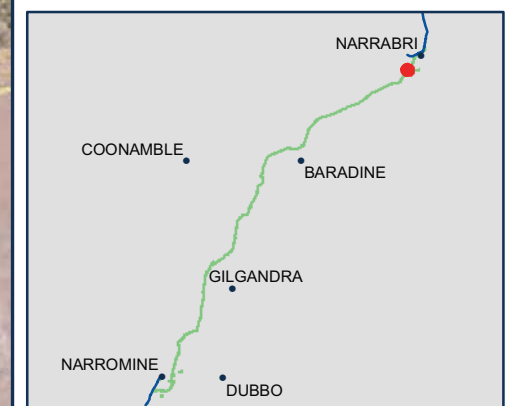 NARRABRI
COONAMBLE
BARADINE
GILGANDRA
NARROMINE
DUBBO